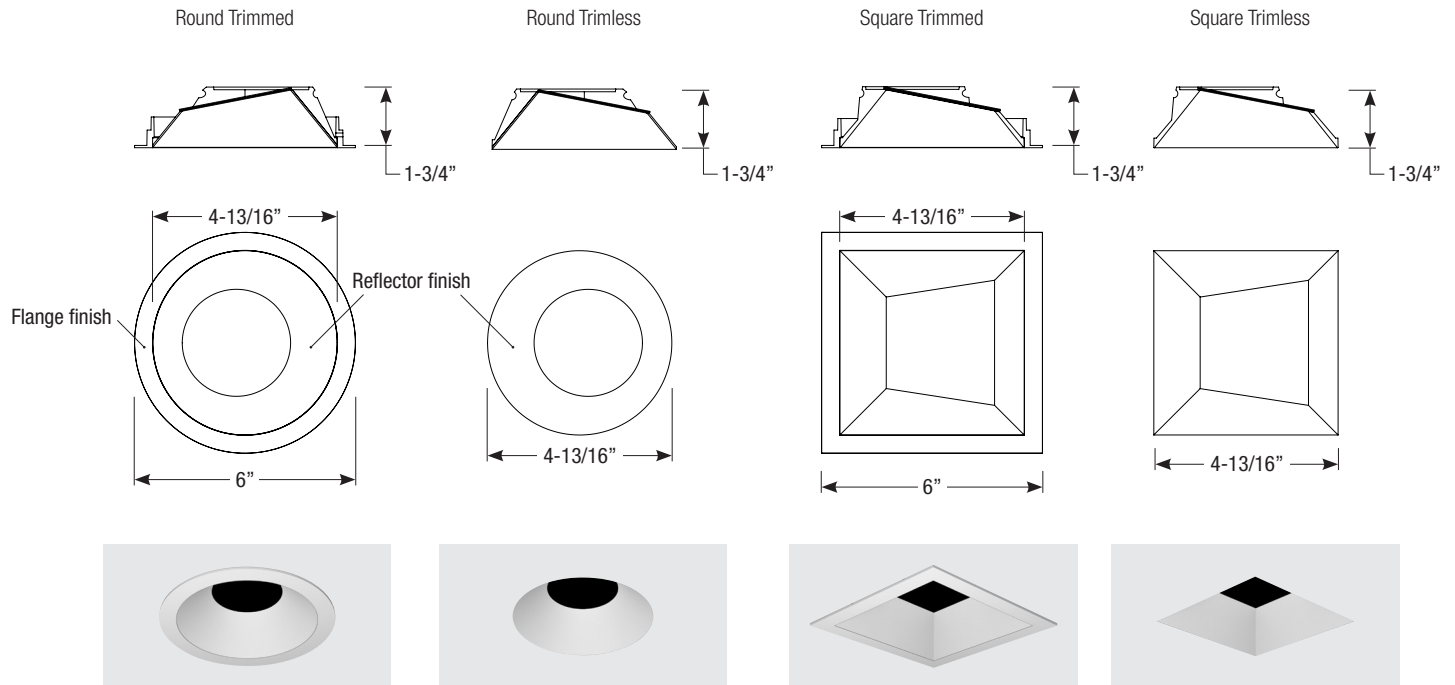 Round Trimmed
Round Trimless
Square Trimmed
Square Trimless
1-3/4”
1-3/4”
1-3/4”
1-3/4”
4-13/16”
4-13/16”
Reflector finish
Flange finish
4-13/16”
4-13/16”
6”
6”